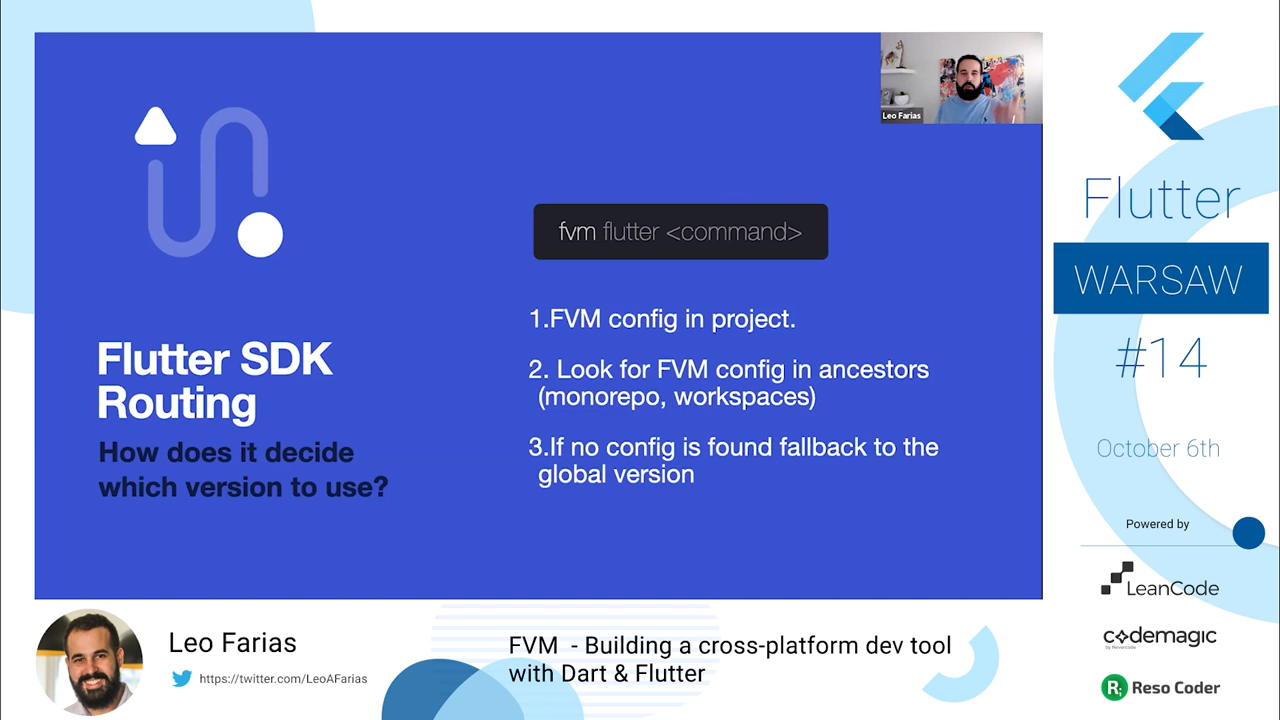 Leo Farias
fvm flutter <command>
Flutter SDK
Routing
How does it decide
which version to use?
1.FVM config in project.
2. Look for FVM config in ancestors
(monorepo, workspaces)
3.If no config is found fallback to the
global version
Flutter
WARSAW
#14
October 6th
Powered by
LeanCode
codemagic
by Nevercode
R;
Reso Coder
Leo Farias
https://twitter.com/LeoAFarias
FVM - Building a cross-platform dev tool
with Dart & Flutter